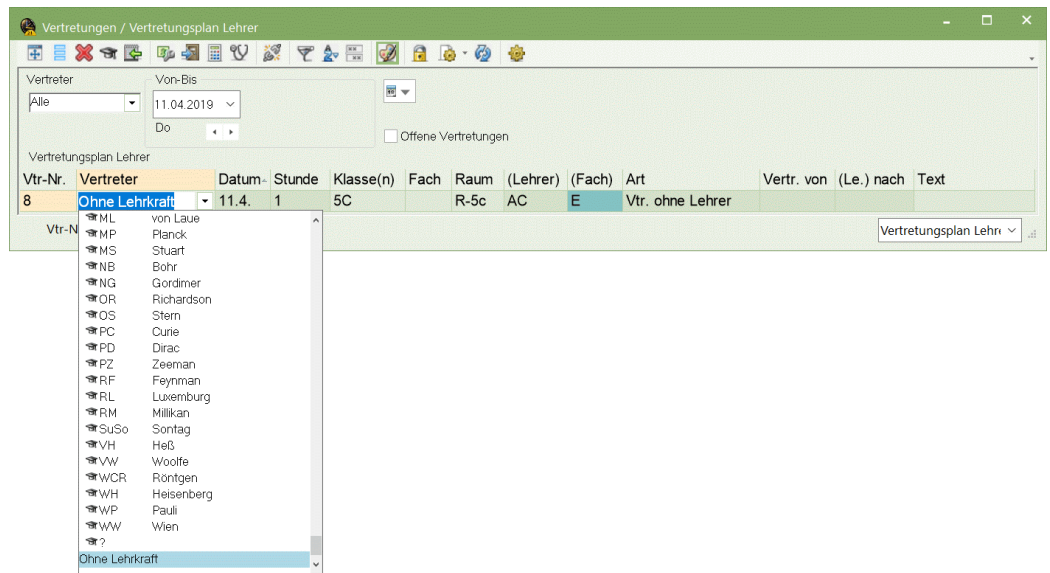 Vertretungen / Vertretungsplan Lehrer
Vertreter
Von-Bis
Alle
11.04.2019
Do
Offene Vertretungen
Vertretungsplan Lehrer
Vtr-Nr. Vertreter Datum Stunde Klasse(n) Fach Raum (Lehrer) (Fach) Art Vertr. von (Le.) nach Text
8 Ohne Lehrkraft 11.4. 1 5C R-5c AC E Vtr. ohne Lehrer
Vtr-N
Vertretungsplan Lehre
ML von Laue
MP Planck
MS Stuart
NB Bohr
NG Gordimer
OR Richardson
OS Stern
PC Curie
PD Dirac
PZ Zeeman
RF Feynman
RL Luxemburg
RM Millikan
SuSo Sontag
VH Heß
VW Woolfe
WCR Röntgen
WH Heisenberg
WP Pauli
WW Wien
?
Ohne Lehrkraft